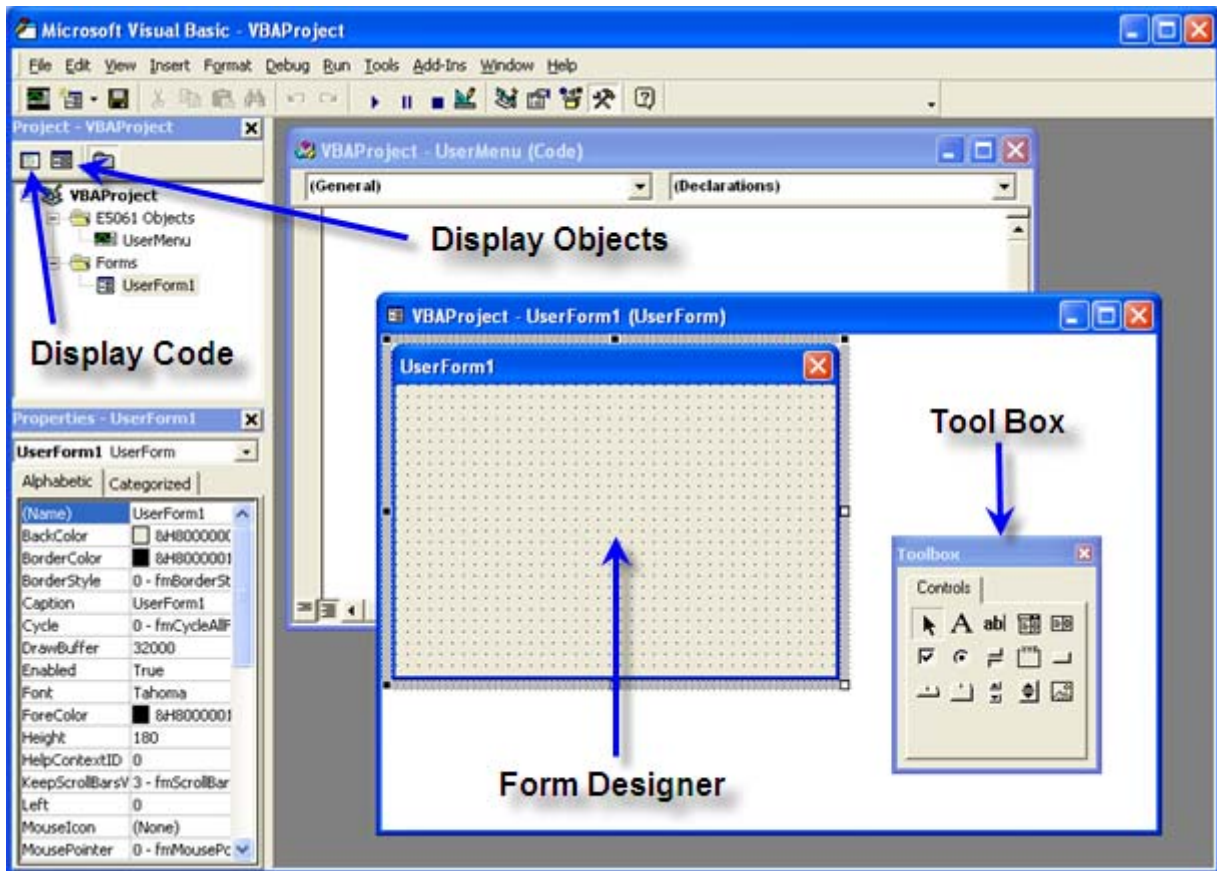 Microsoft Visual Basic - VBAProject
File Edit View Insert Format Debug Run Tools Add-Ins Window Help
Project - VBAProject
VBAProject
E5061 Objects
UserMenu
Forms
UserForm1
Display Code
Display Objects
VBAProject - UserMenu (Code)
(General)
(Declarations)
VBAProject - UserForm1 (UserForm)
UserForm1
Form Designer
Tool Box
Toolbox
Controls
A abl
Properties - UserForm1
UserForm1 UserForm
Alphabetic Categorized
(Name) UserForm1
BackColor &H8000000
BorderColor &H8000001
BorderStyle 0 - fmBorderSt
Caption UserForm1
Cycle 0 - fmCycleAllF
DrawBuffer 32000
Enabled True
Font Tahoma
ForeColor &H8000001
Height 180
HelpContextID 0
KeepScrollBarsV 3 - fmScrollBar
Left 0
MouseIcon (None)
MousePointer 0 - fmMousePc